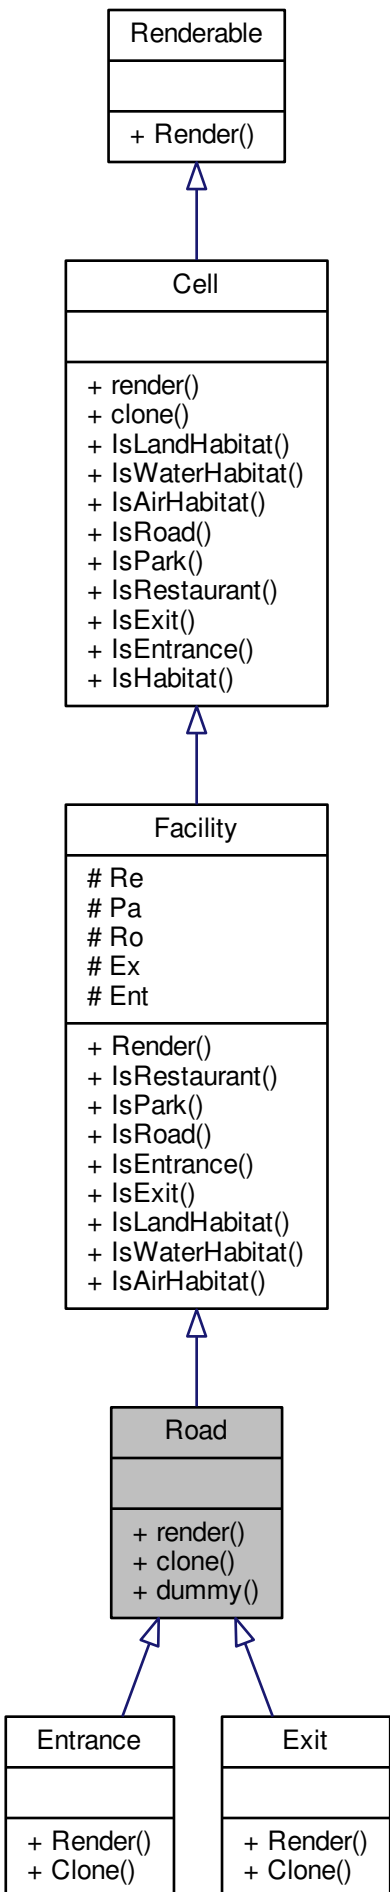 Renderable
+ Render()
Cell
+ render()
+ clone()
+ IsLandHabitat()
+ IsWaterHabitat()
+ IsAirHabitat()
+ IsRoad()
+ IsPark()
+ IsRestaurant()
+ IsExit()
+ IsEntrance()
+ IsHabitat()
Facility
# Re
# Pa
# Ro
# Ex
# Ent
+ Render()
+ IsRestaurant()
+ IsPark()
+ IsRoad()
+ IsEntrance()
+ IsExit()
+ IsLandHabitat()
+ IsWaterHabitat()
+ IsAirHabitat()
Road
+ render()
+ clone()
+ dummy()
Entrance
+ Render()
+ Clone()
Exit
+ Render()
+ Clone()